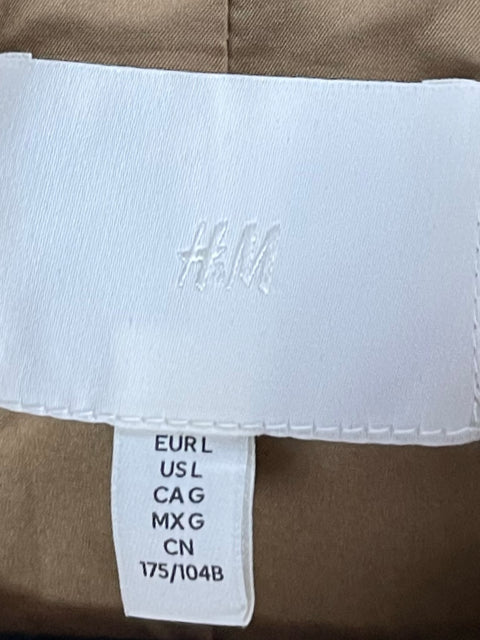 H&M
EUR L
US L
CA G
MX G
CN
175/104B